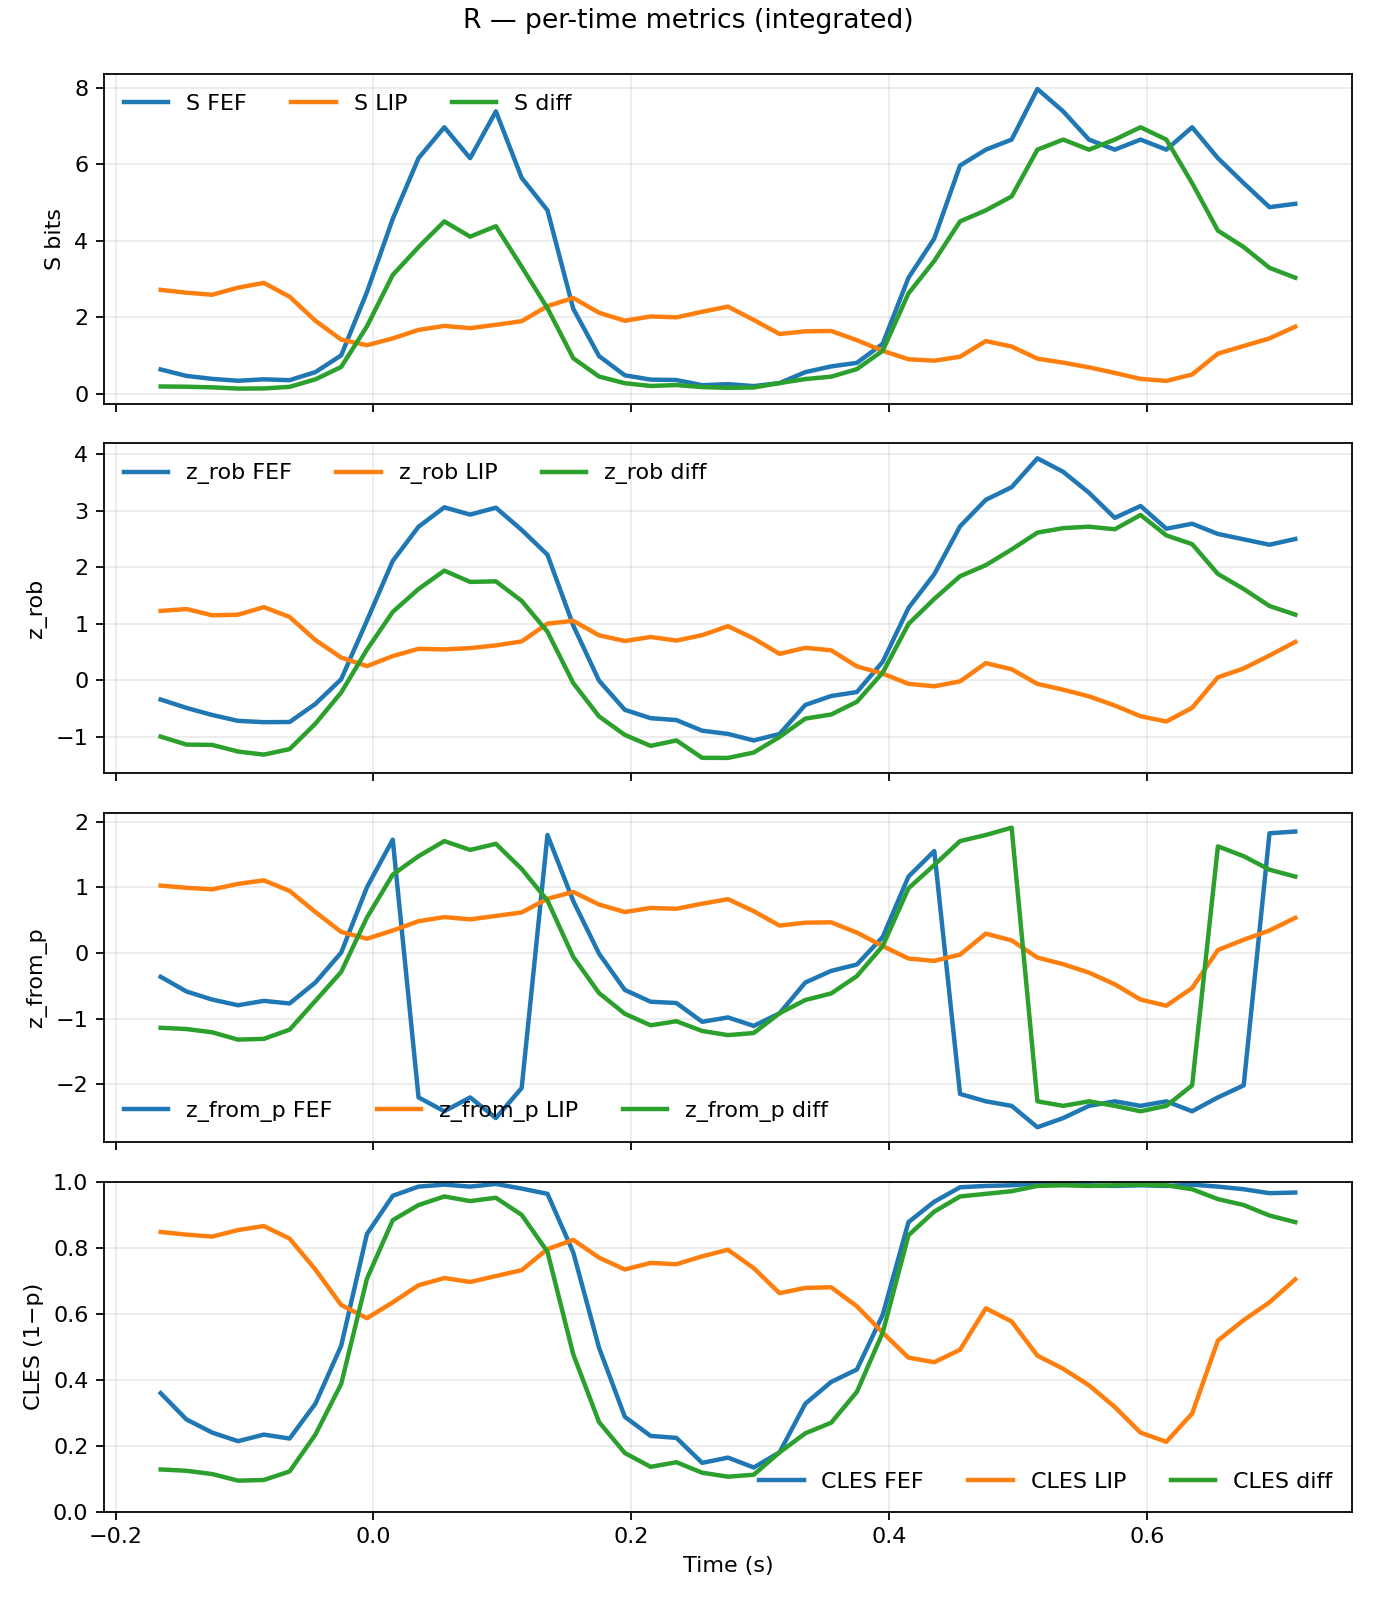 R — per-time metrics (integrated)
S FEF S LIP S diff
8
6
4
2
0
S bits
z_rob FEF z_rob LIP z_rob diff
4
3
2
1
0
−1
z_rob
2
1
0
−1
−2
z_from_p
z_from_p FEF z_from_p LIP z_from_p diff
1.0
0.8
0.6
0.4
0.2
0.0
CLES (1−p)
CLES FEF CLES LIP CLES diff
−0.2 0.0 0.2 0.4 0.6
Time (s)